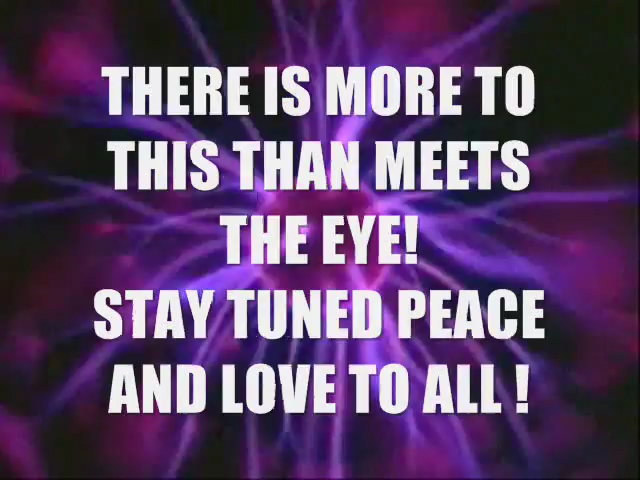 THERE IS MORE TO
THIS THAN MEETS
THE EYE!
STAY TUNED PEACE
AND LOVE TO ALL !